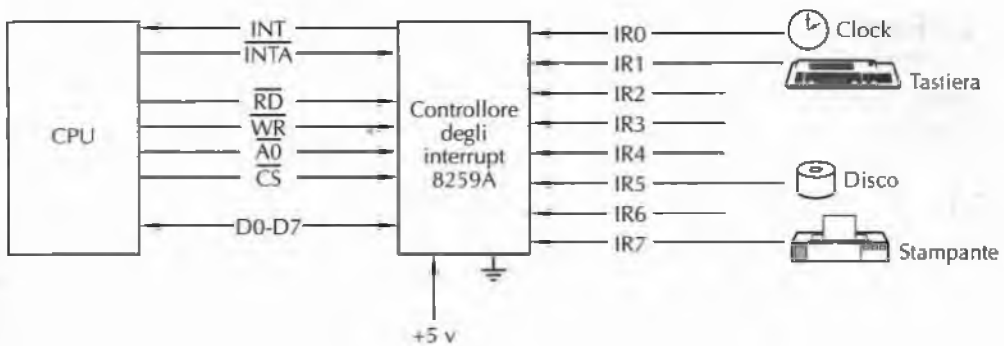 INT
INTA
RD
WR
A0
CS
D0-D7
CPU
Controllore
degli
interrupt
8259A
+5 v
IR0
IR1
IR2
IR3
IR4
IR5
IR6
IR7
Clock
Tastiera
Disco
Stampante